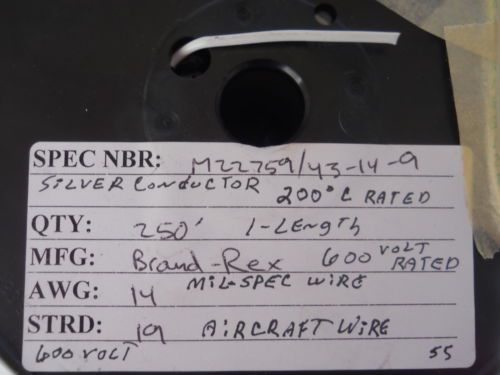 SPEC NBR: M22759/43-14-9
SILVER CONDUCTOR 200°C RATED
QTY: 250' 1-LENGTH
MFG: Brand-Rex 600 VOLT RATED
AWG: 14 MIL-SPEC WIRE
STRD: 19 AIRCRAFT WIRE
600 VOLT 55